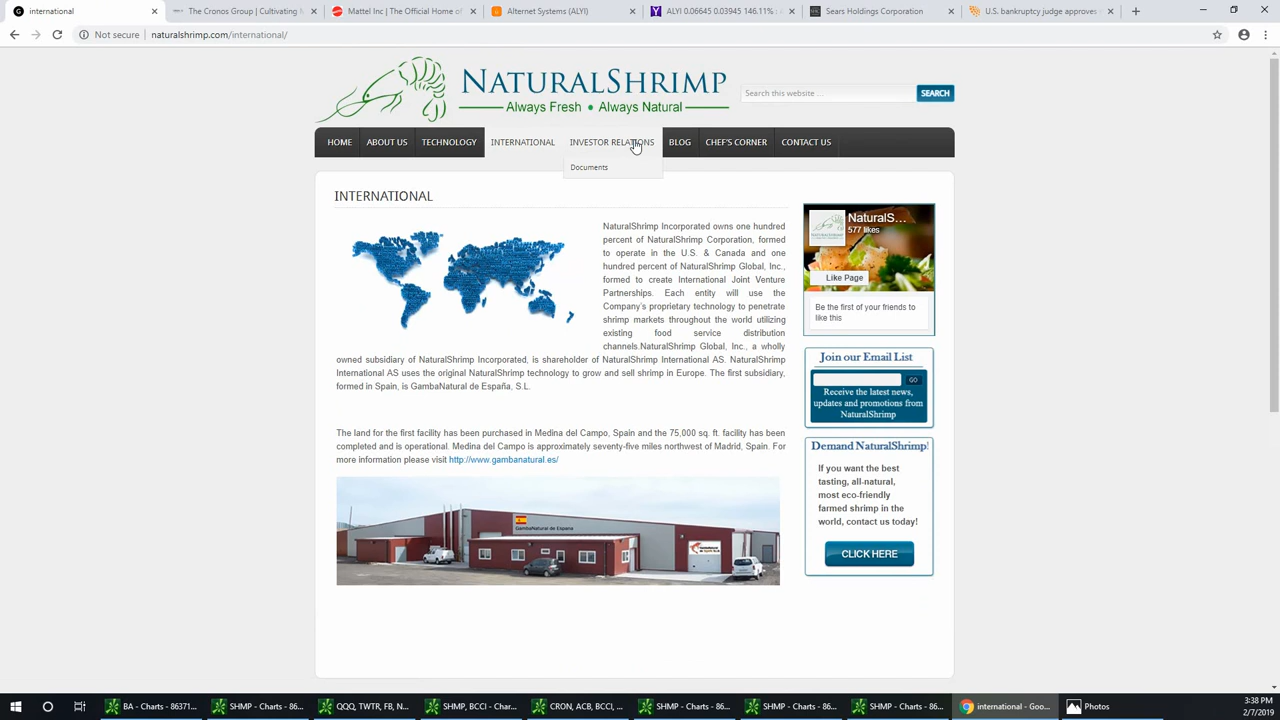 international
The Cronos Group | Cultivating M
Mattel Inc | The Official Home of
Alternet Systems (ALYI)
ALYI 0.06645 0.03945 146.11% :
Sears Holdings Corporation
U.S. bankruptcy judge approves
Not secure | naturalshrimp.com/international/
NATURALSHRIMP
Always Fresh • Always Natural
Search this website …
SEARCH
HOME ABOUT US TECHNOLOGY INTERNATIONAL INVESTOR RELATIONS BLOG CHEF'S CORNER CONTACT US
Documents
INTERNATIONAL
NaturalShrimp Incorporated owns one hundred
percent of NaturalShrimp Corporation, formed
to operate in the U.S. & Canada and one
hundred percent of NaturalShrimp Global, Inc.,
formed to create International Joint Venture
Partnerships. Each entity will use the
Company's proprietary technology to penetrate
shrimp markets throughout the world utilizing
existing food service distribution
channels.NaturalShrimp Global, Inc., a wholly
owned subsidiary of NaturalShrimp Incorporated, is shareholder of NaturalShrimp International AS. NaturalShrimp
International AS uses the original NaturalShrimp technology to grow and sell shrimp in Europe. The first subsidiary,
formed in Spain, is GambaNatural de España, S.L.
The land for the first facility has been purchased in Medina del Campo, Spain and the 75,000 sq. ft. facility has been
completed and is operational. Medina del Campo is approximately seventy-five miles northwest of Madrid, Spain. For
more information please visit http://www.gambanatural.es/
GambaNatural de Espana
NaturalS...
577 likes
Like Page
Be the first of your friends to
like this
Join our Email List
GO
Receive the latest news,
updates and promotions from
NaturalShrimp
Demand NaturalShrimp!
If you want the best
tasting, all-natural,
most eco-friendly
farmed shrimp in the
world, contact us today!
CLICK HERE
BA - Charts - 86371...
SHMP - Charts - 86...
QQQ, TWTR, FB, N...
SHMP, BCCI - Char...
CRON, ACB, BCCI, ...
SHMP - Charts - 86...
SHMP - Charts - 86...
SHMP - Charts - 86...
international - Goo...
Photos
3:38 PM
2/7/2019